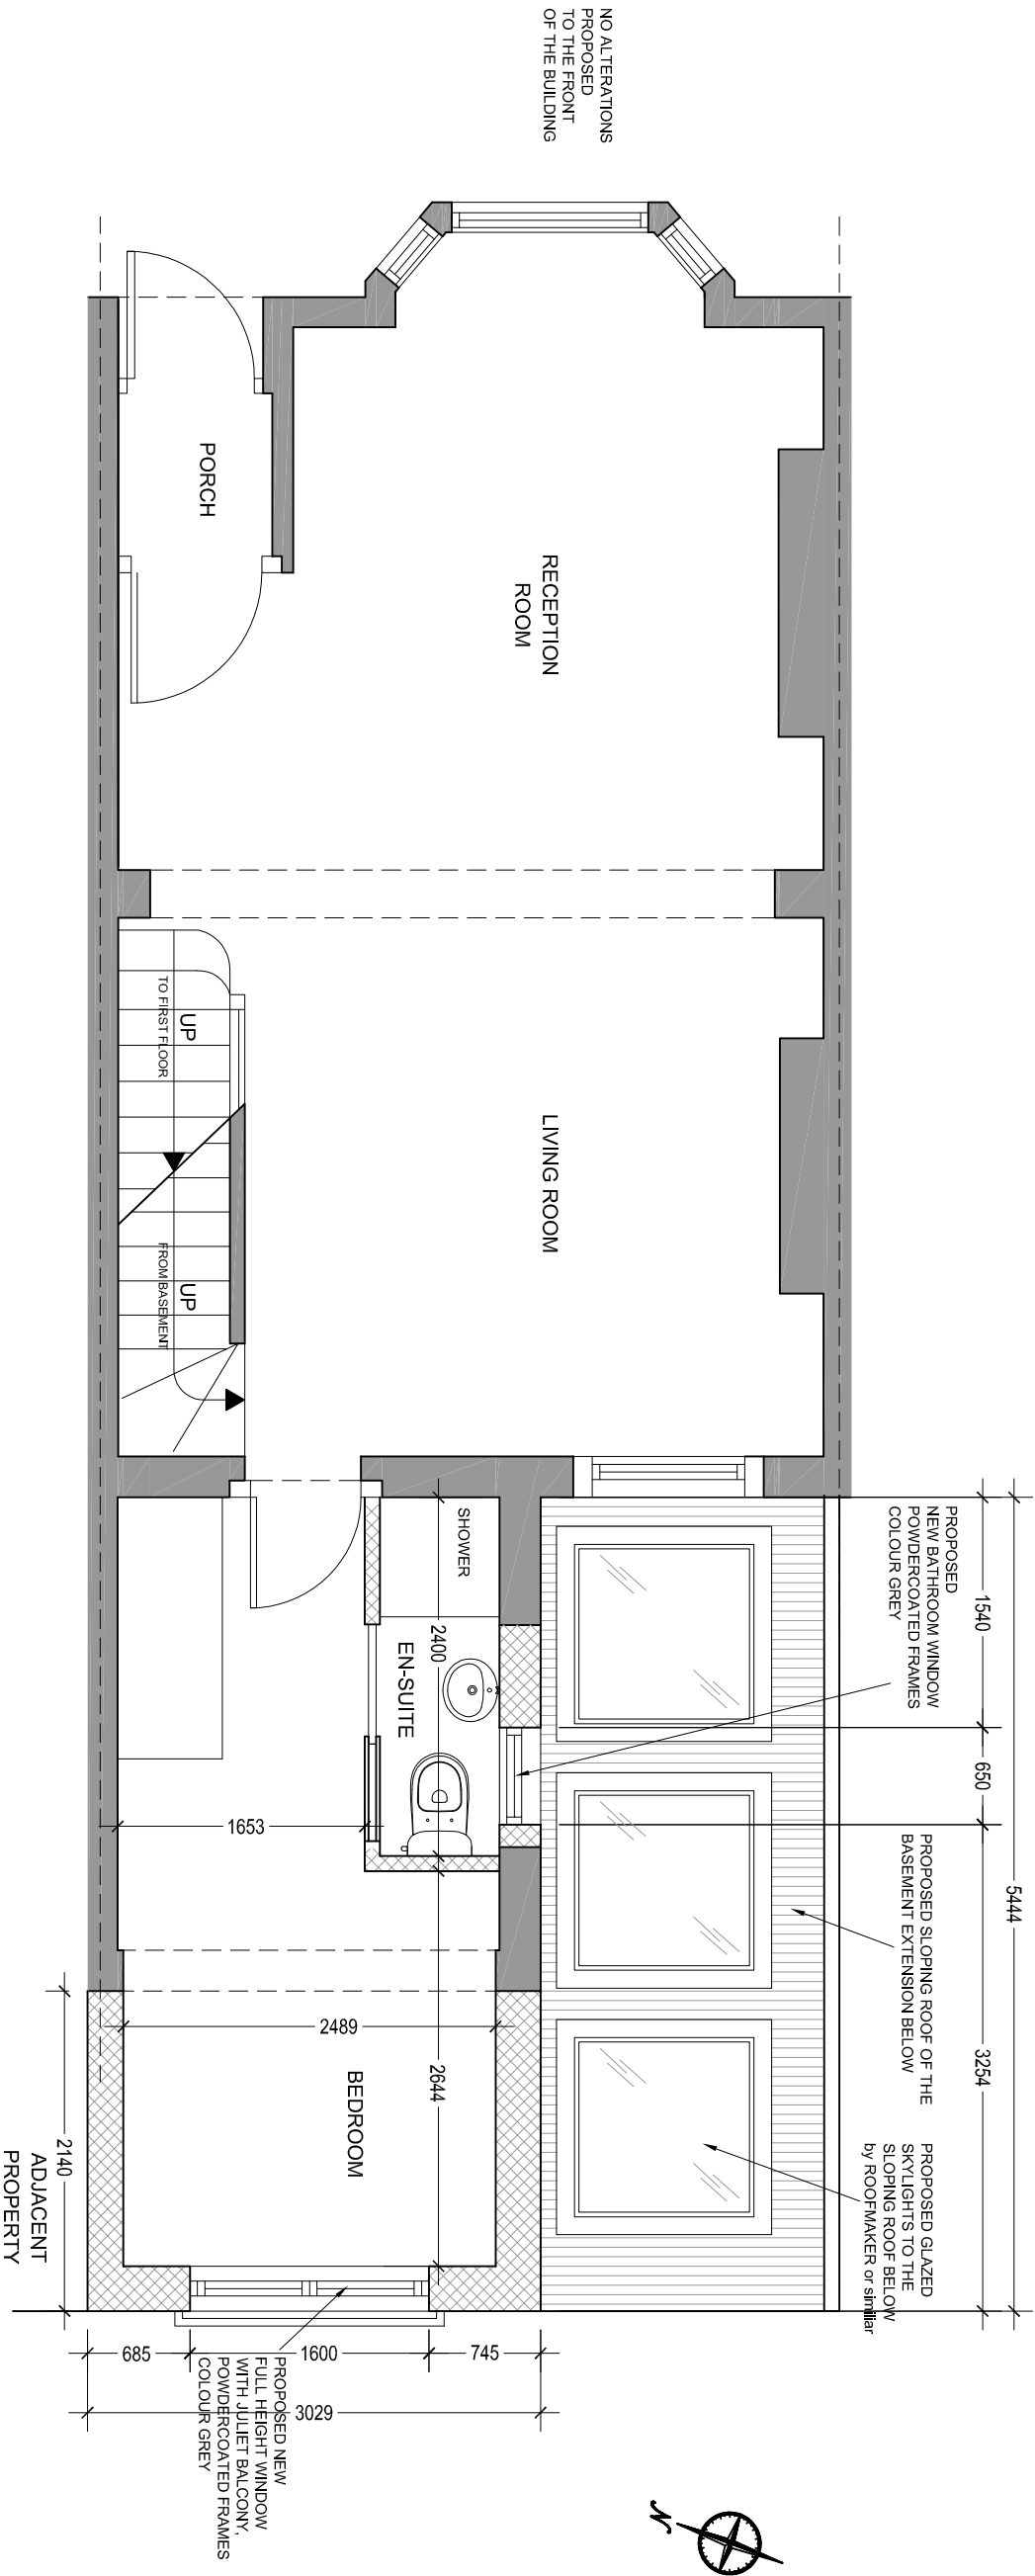 NO ALTERATIONS
PROPOSED
TO THE FRONT
OF THE BUILDING
PORCH
RECEPTION
ROOM
LIVING ROOM
UP
TO FIRST FLOOR
UP
FROM BASEMENT
SHOWER
EN-SUITE
2400
1653
2489
2644
BEDROOM
PROPOSED
NEW BATHROOM WINDOW
POWDERCOATED FRAMES
COLOUR GREY
1540
650
3254
5444
PROPOSED SLOPING ROOF OF THE
BASEMENT EXTENSION BELOW
PROPOSED GLAZED
SKYLIGHTS TO THE
SLOPING ROOF BELOW
by ROOFMAKER or similiar
2140
ADJACENT
PROPERTY
685
1600
745
3029
PROPOSED NEW
FULL HEIGHT WINDOW
WITH JULIET BALCONY,
POWDERCOATED FRAMES
COLOUR GREY
N